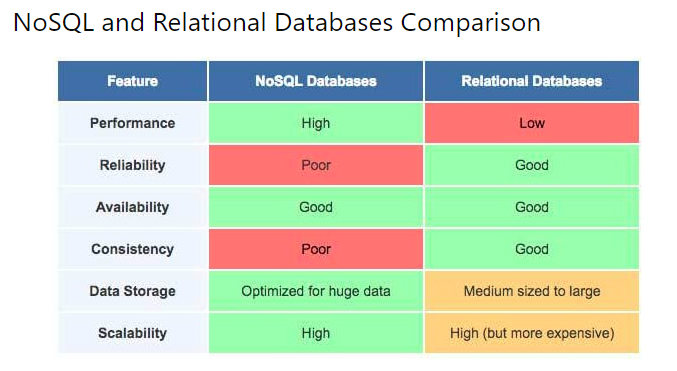 NoSQL and Relational Databases Comparison
Feature NoSQL Databases Relational Databases
Performance High Low
Reliability Poor Good
Availability Good Good
Consistency Poor Good
Data Storage Optimized for huge data Medium sized to large
Scalability High High (but more expensive)